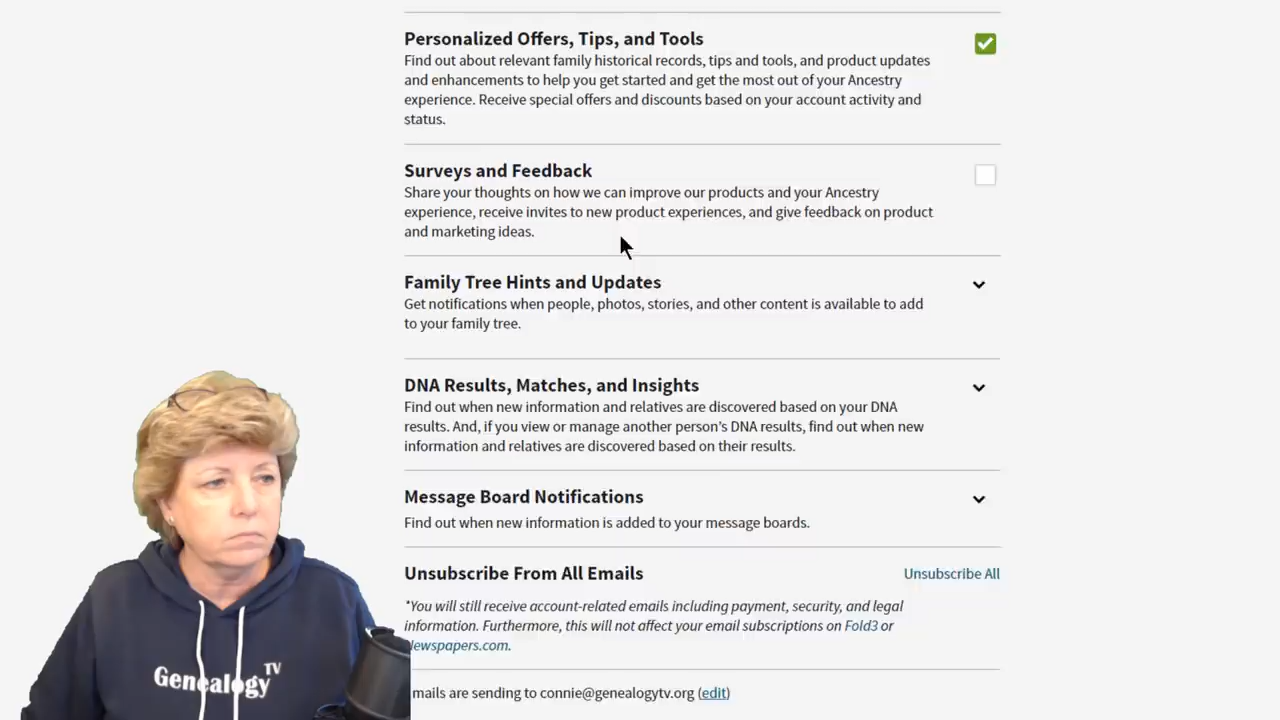 Personalized Offers, Tips, and Tools
Find out about relevant family historical records, tips and tools, and product updates
and enhancements to help you get started and get the most out of your Ancestry
experience. Receive special offers and discounts based on your account activity and
status.
Surveys and Feedback
Share your thoughts on how we can improve our products and your Ancestry
experience, receive invites to new product experiences, and give feedback on product
and marketing ideas.
Family Tree Hints and Updates
Get notifications when people, photos, stories, and other content is available to add
to your family tree.
DNA Results, Matches, and Insights
Find out when new information and relatives are discovered based on your DNA
results. And, if you view or manage another person's DNA results, find out when new
information and relatives are discovered based on their results.
Message Board Notifications
Find out when new information is added to your message boards.
Unsubscribe From All Emails
Unsubscribe All
*You will still receive account-related emails including payment, security, and legal
information. Furthermore, this will not affect your email subscriptions on Fold3 or
ewspapers.com.
mails are sending to connie@genealogytv.org (edit)
Genealogy TV